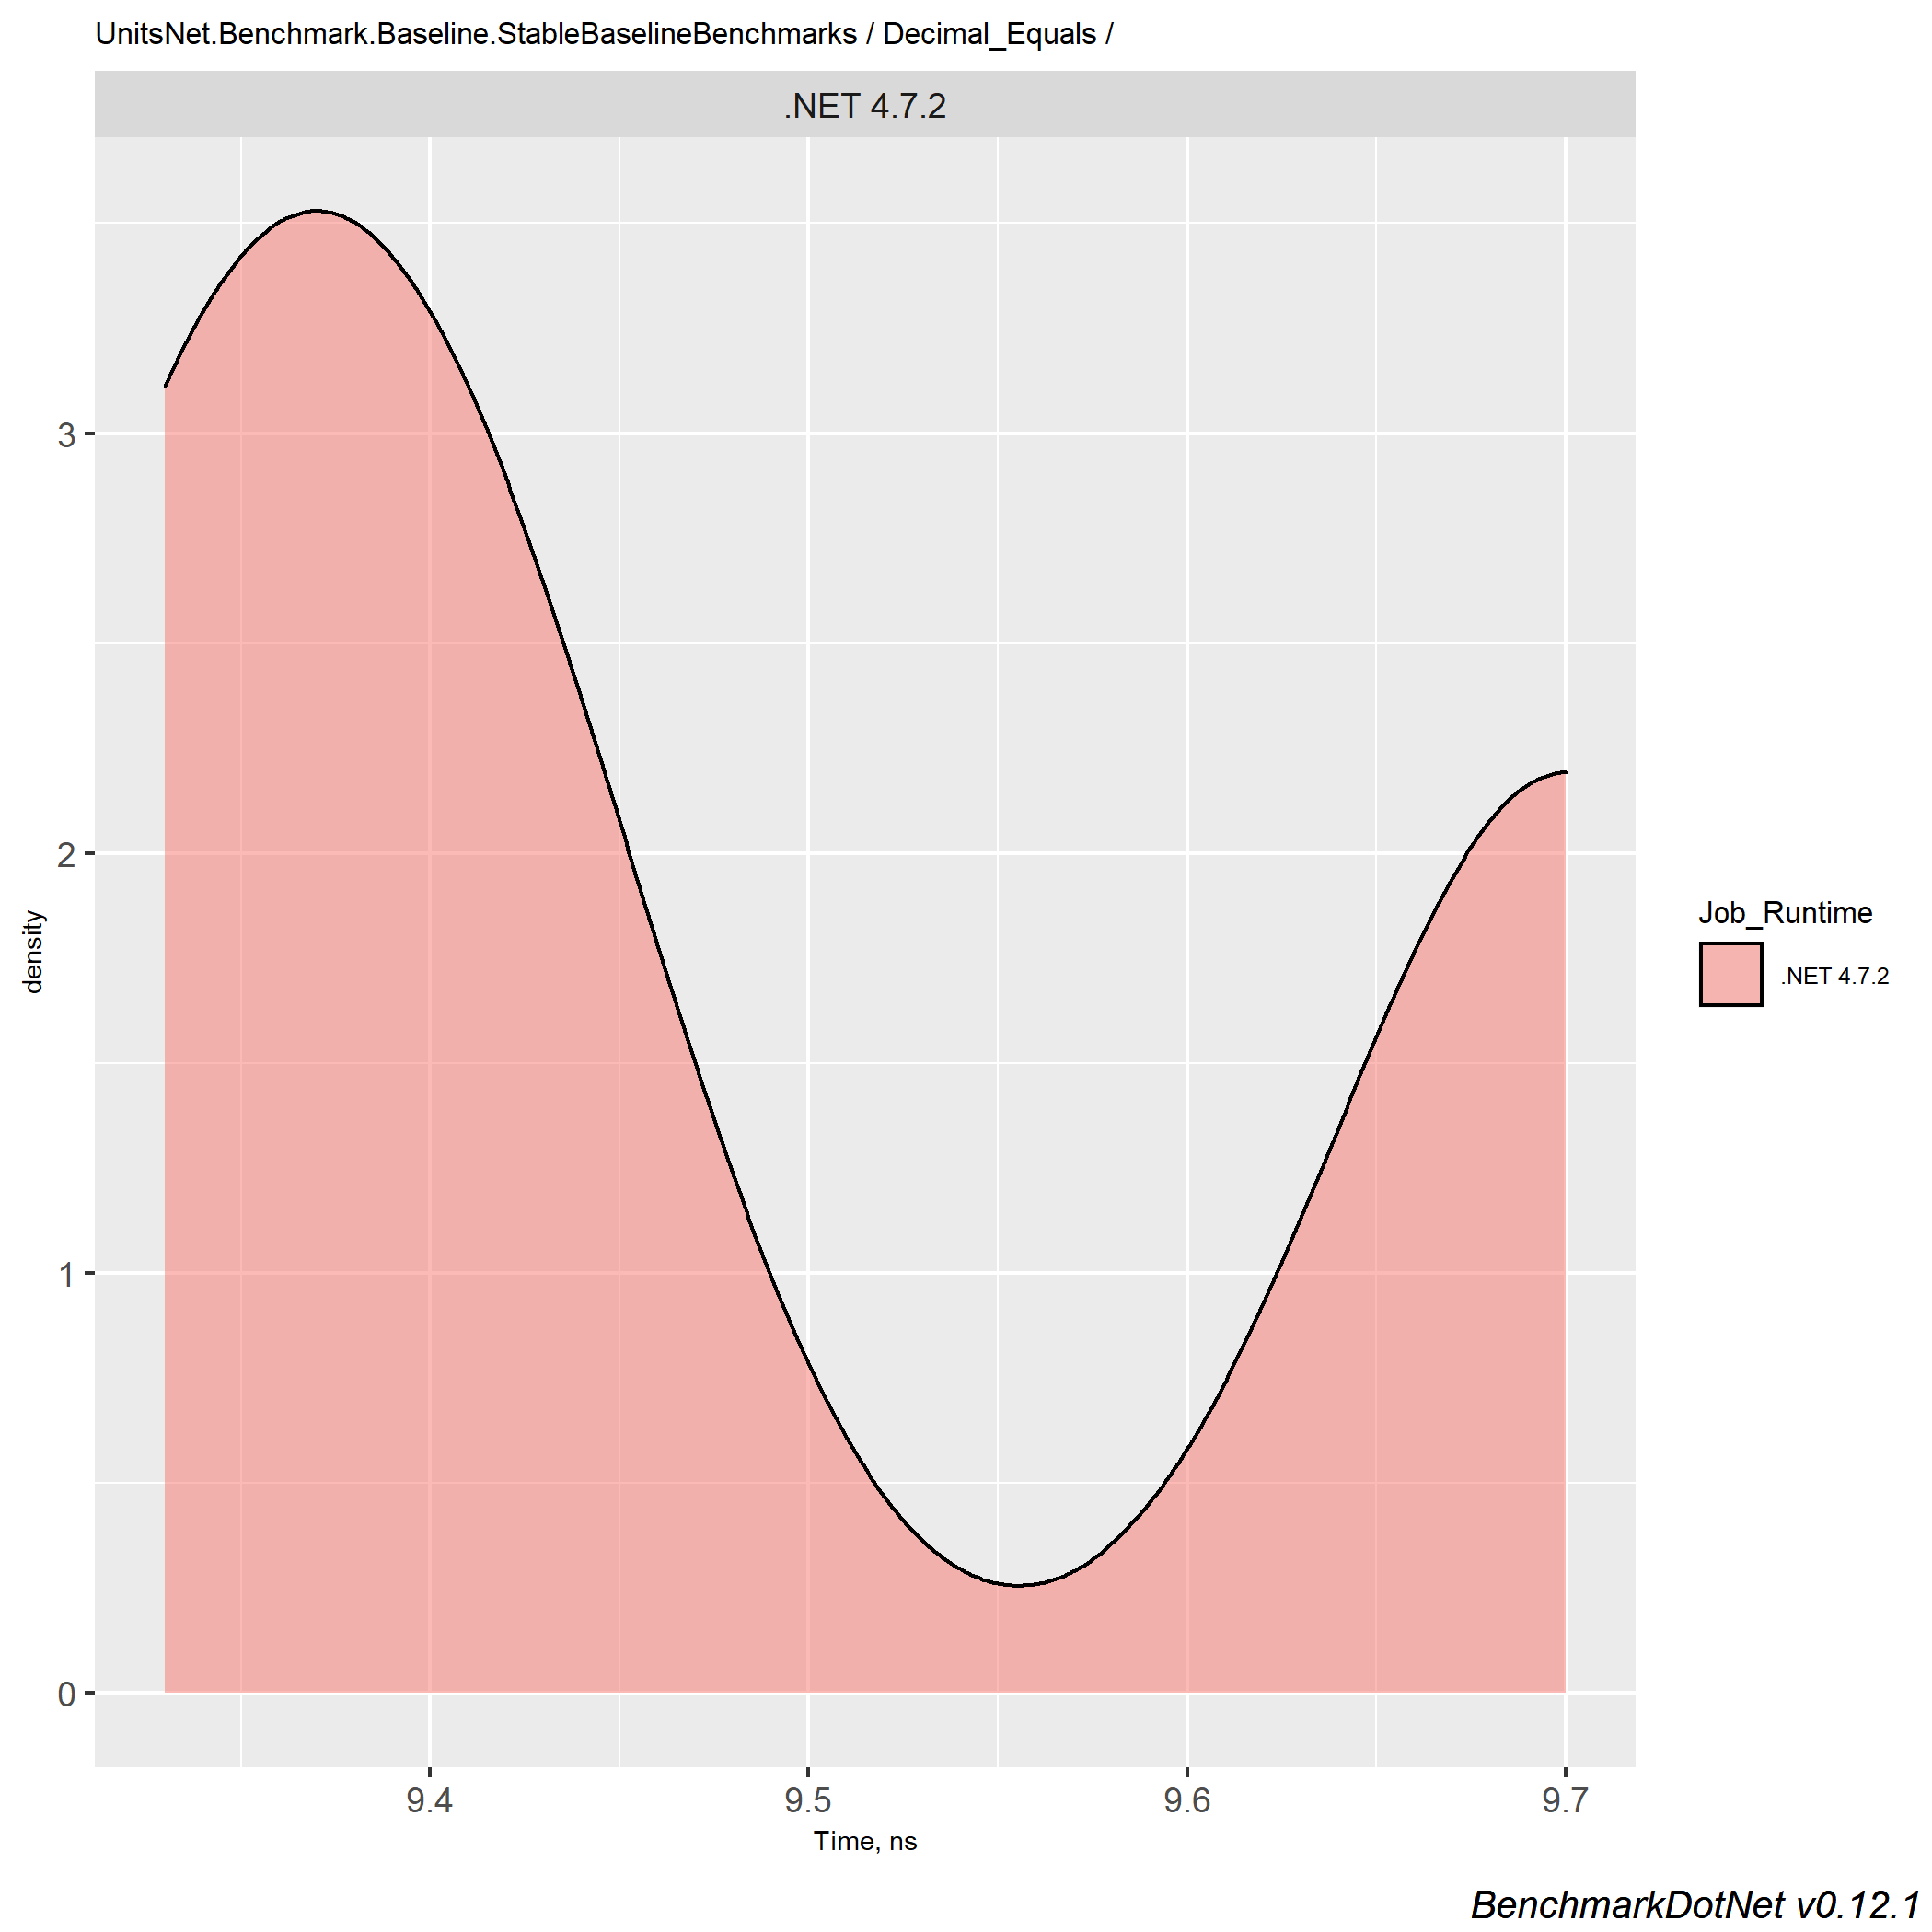 UnitsNet.Benchmark.Baseline.StableBaselineBenchmarks / Decimal_Equals /
.NET 4.7.2
3
2
1
0
density
9.4 9.5 9.6 9.7
Time, ns
Job_Runtime
.NET 4.7.2
BenchmarkDotNet v0.12.1